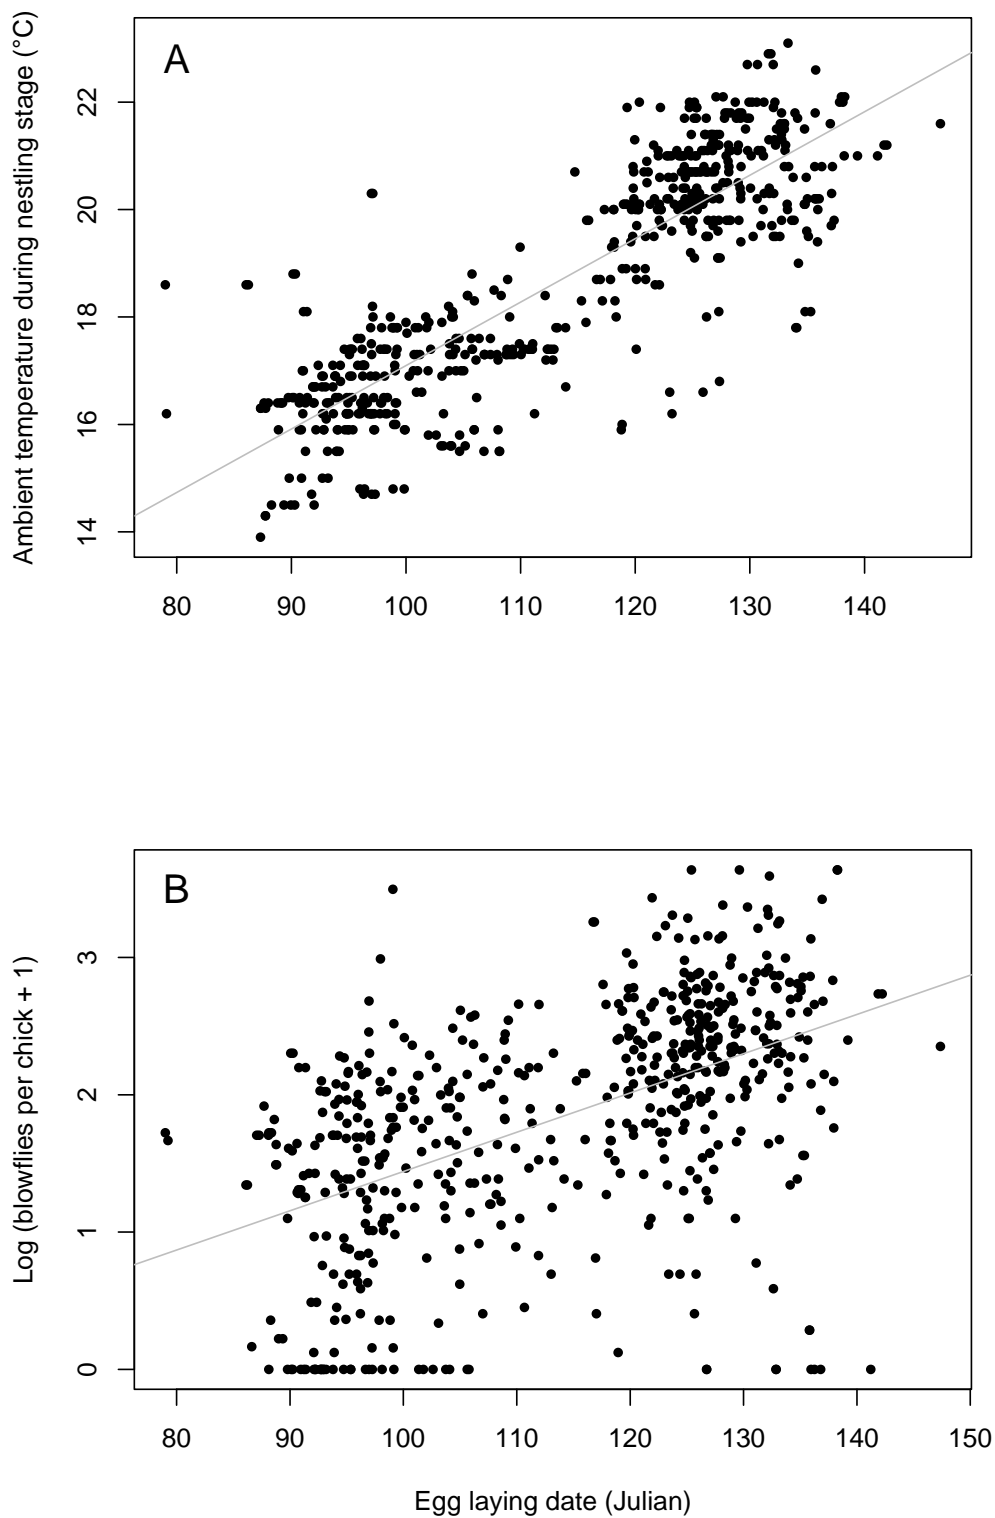 A
Ambient temperature during nestling stage (°C)
22
20
18
16
14
80 90 100 110 120 130 140
B
Log (blowflies per chick + 1)
3
2
1
0
80 90 100 110 120 130 140 150
Egg laying date (Julian)